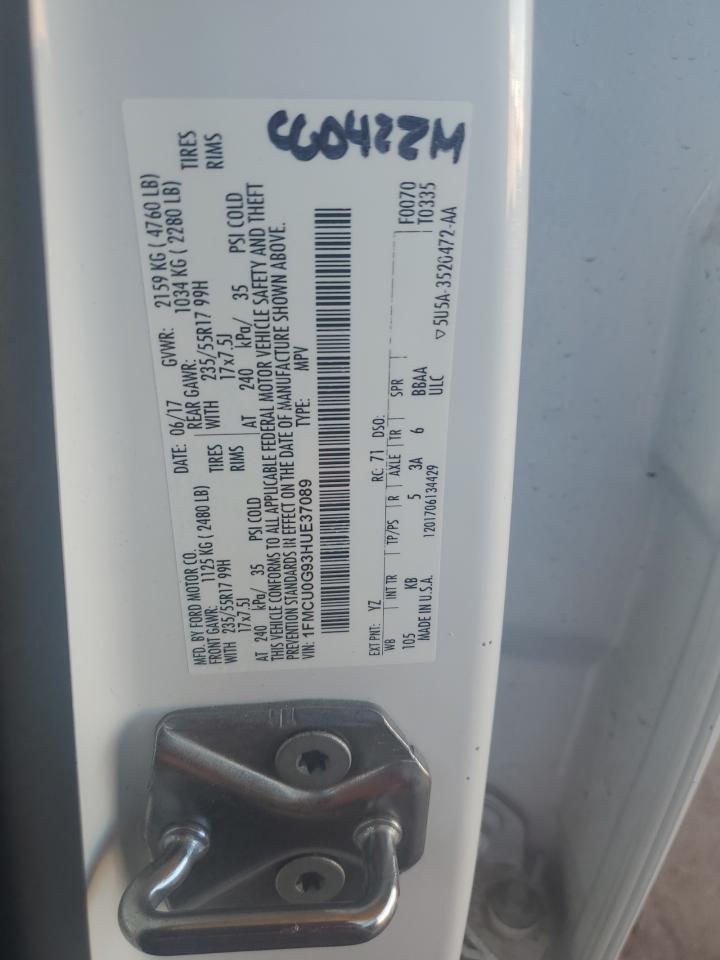 MFD. BY FORD MOTOR CO.
DATE: 06/17 GVWR: 2159 KG ( 4760 LB)
FRONT GAWR: 1125 KG ( 2480 LB) REAR GAWR: 1034 KG ( 2280 LB)
WITH 235/55R17 99H TIRES WITH 235/55R17 99H TIRES
17x7.5J RIMS 17x7.5J RIMS
AT 240 kPa/ 35 PSI COLD AT 240 kPa/ 35 PSI COLD
THIS VEHICLE CONFORMS TO ALL APPLICABLE FEDERAL MOTOR VEHICLE SAFETY AND THEFT
PREVENTION STANDARDS IN EFFECT ON THE DATE OF MANUFACTURE SHOWN ABOVE.
VIN: 1FMCU0G93HUE37089 TYPE: MPV
EXT PNT: YZ RC: 71 DSO: F0070
WB INT TR TP/PS R AXLE TR SPR T0335
105 KB 5 3A 6 BBAA
MADE IN U.S.A. 1201706134429 ULC
▽5U5A-3520472-AA